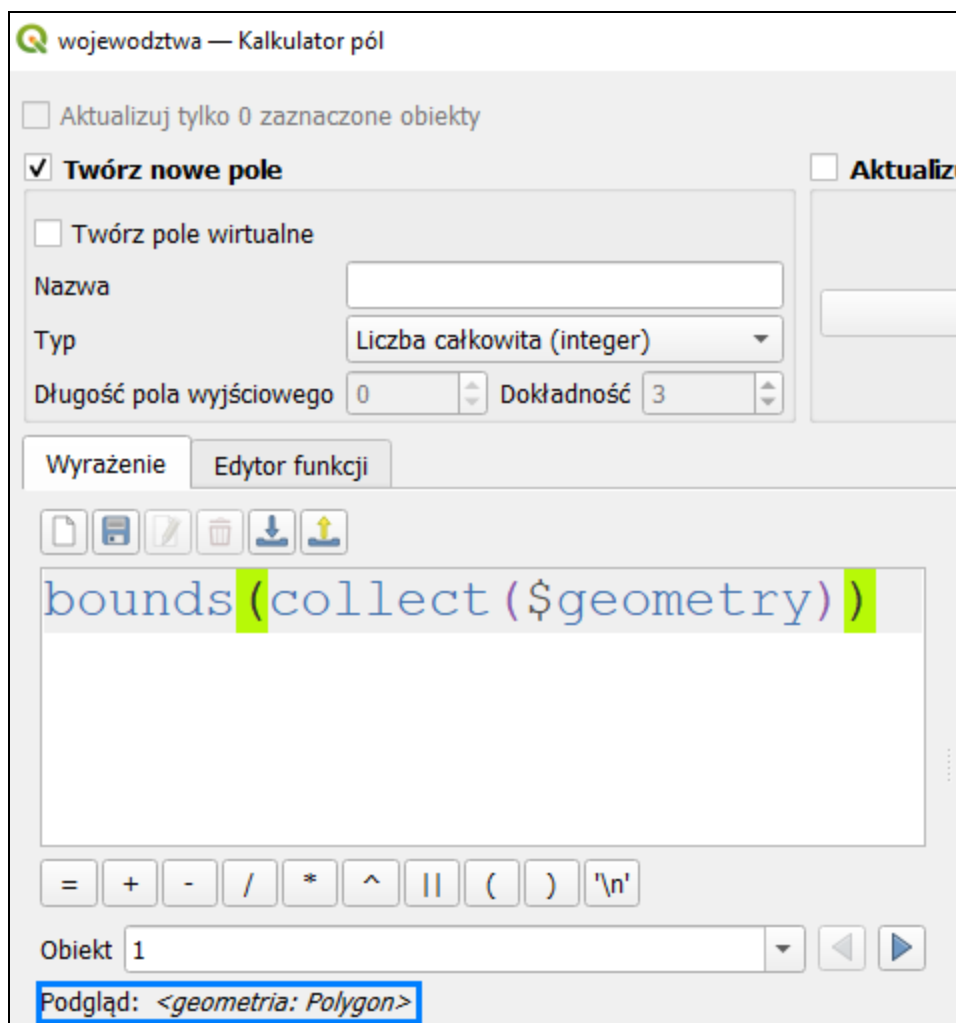 wojewodztwa — Kalkulator pól
Aktualizuj tylko 0 zaznaczone obiekty
Twórz nowe pole
Aktualiz
Twórz pole wirtualne
Nazwa
Typ Liczba całkowita (integer)
Długość pola wyjściowego 0 Dokładność 3
Wyrażenie Edytor funkcji
bounds(collect($geometry))
= + - / * ^ || ( ) '\n'
Obiekt 1
Podgląd: <geometria: Polygon>